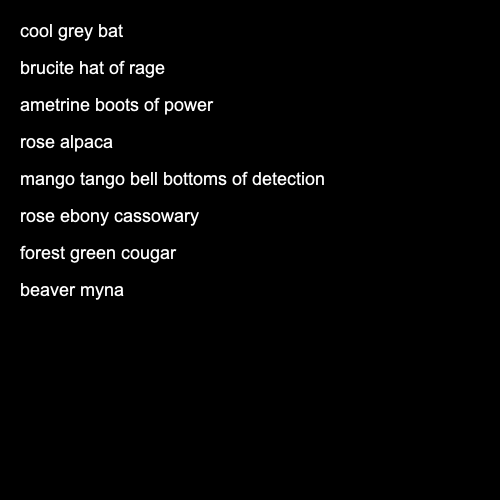 cool grey bat
brucite hat of rage
ametrine boots of power
rose alpaca
mango tango bell bottoms of detection
rose ebony cassowary
forest green cougar
beaver myna